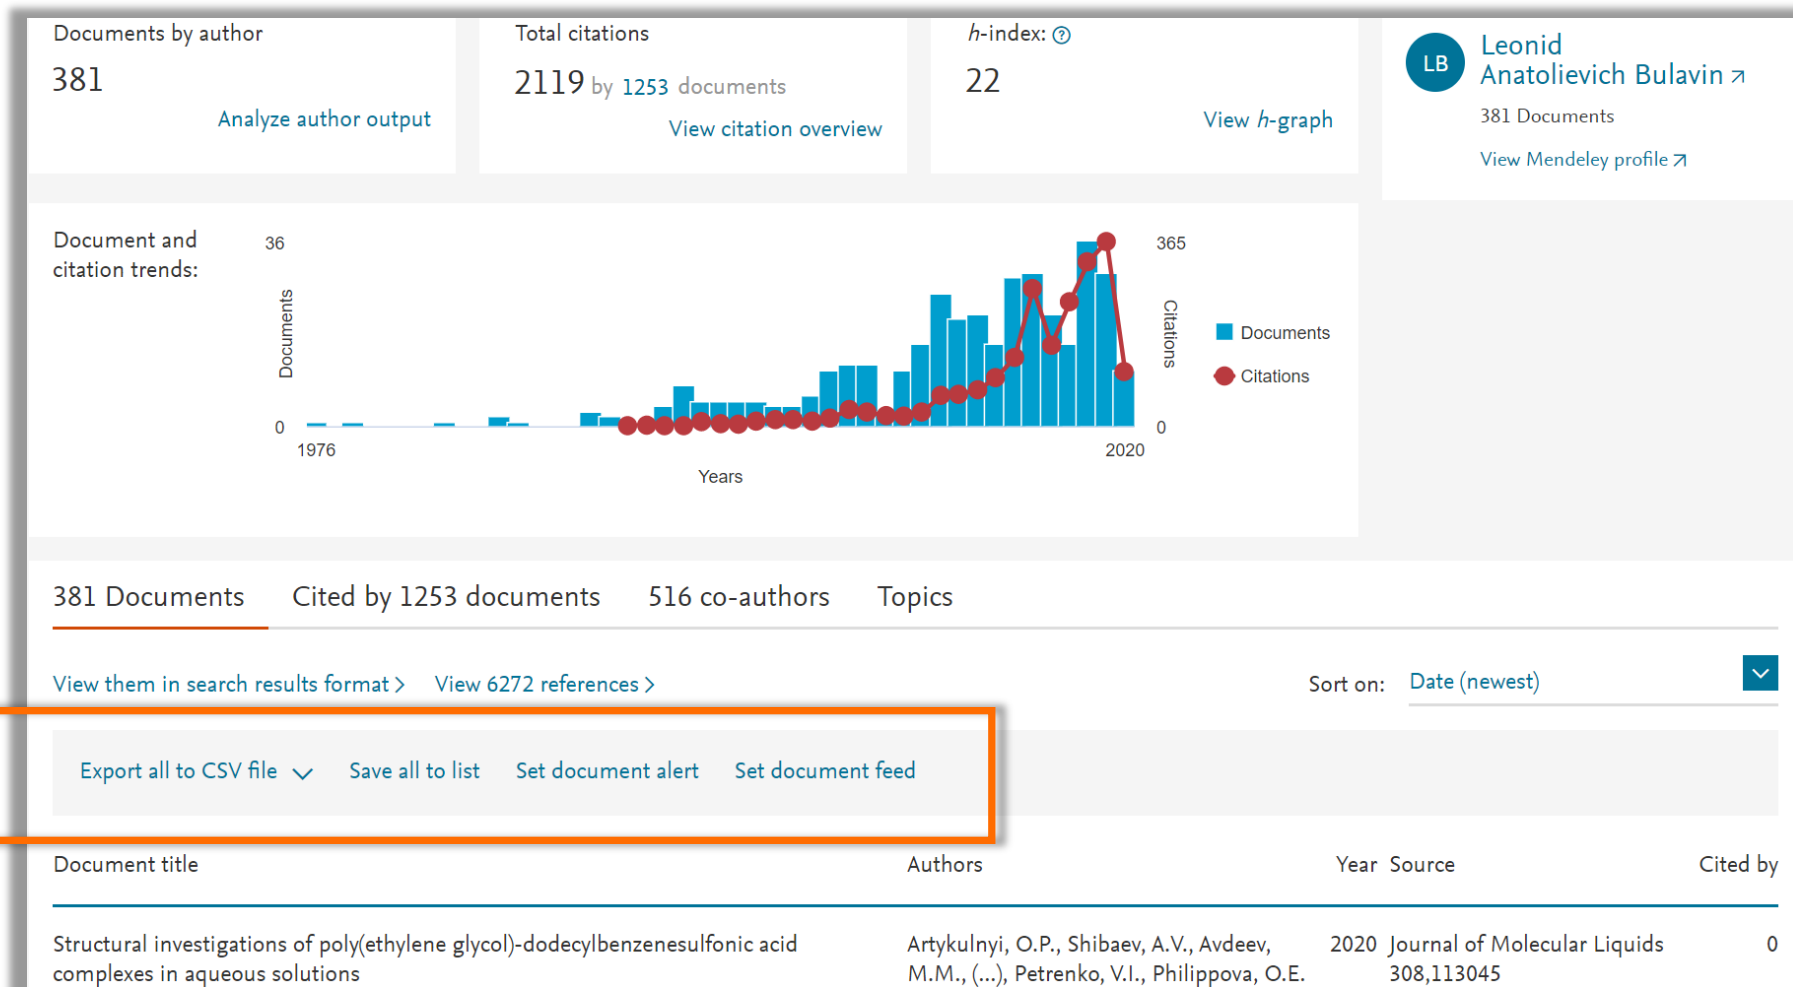 Documents by author
381
Analyze author output
Total citations
2119 by 1253 documents
View citation overview
h-index: ?
22
View h-graph
LB
Leonid
Anatolievich Bulavin
381 Documents
View Mendeley profile
Document and
citation trends:
36
0
Documents
1976
2020
Years
365
0
Citations
Documents
Citations
381 Documents
Cited by 1253 documents
516 co-authors
Topics
View them in search results format
View 6272 references
Sort on:
Date (newest)
Export all to CSV file
Save all to list
Set document alert
Set document feed
Document title
Authors
Year
Source
Cited by
Structural investigations of poly(ethylene glycol)-dodecylbenzenesulfonic acid
complexes in aqueous solutions
Artykulnyi, O.P., Shibaev, A.V., Avdeev,
M.M., (...), Petrenko, V.I., Philippova, O.E.
2020
Journal of Molecular Liquids
308,113045
0